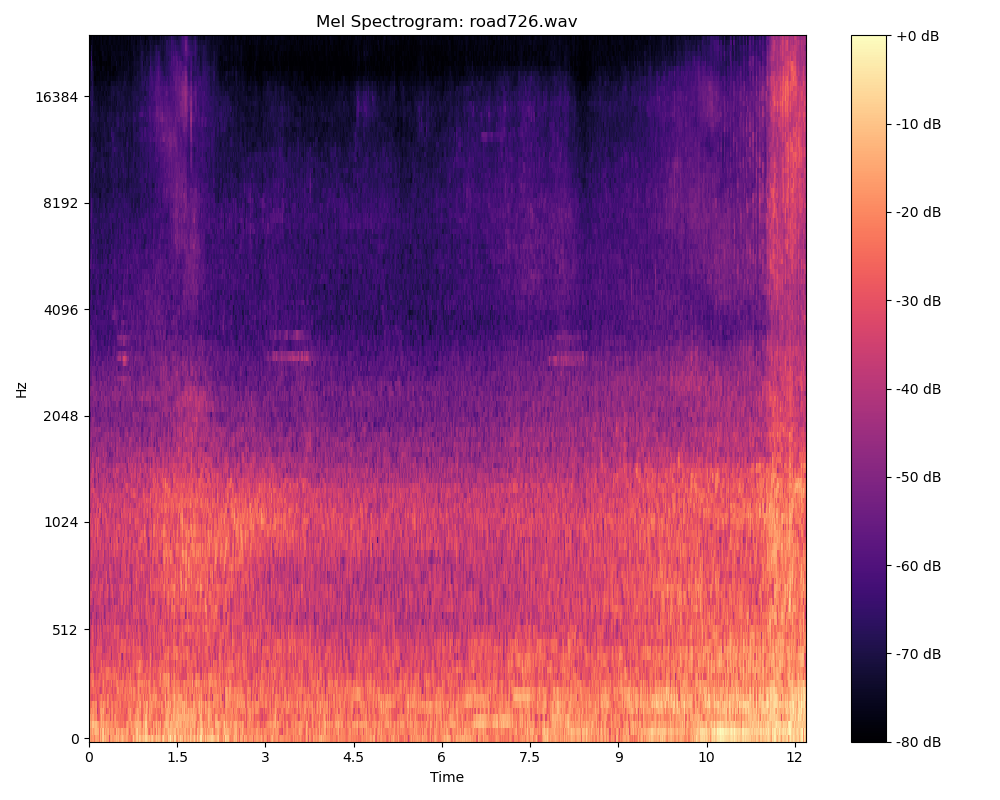 Mel Spectrogram: road726.wav
Hz
16384
8192
4096
2048
1024
512
0
0 1.5 3 4.5 6 7.5 9 10 12
Time
+0 dB
-10 dB
-20 dB
-30 dB
-40 dB
-50 dB
-60 dB
-70 dB
-80 dB